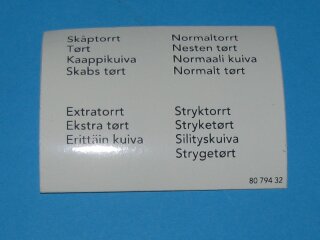 Skåptorrt
Tørt
Kaappikuiva
Skabs tørt
Normaltorrt
Nesten tørt
Normaali kuiva
Normalt tørt
Extratorrt
Ekstra tørt
Erittäin kuiva
Stryktorrt
Stryketørt
Silityskuiva
Strygetørt
80 794 32